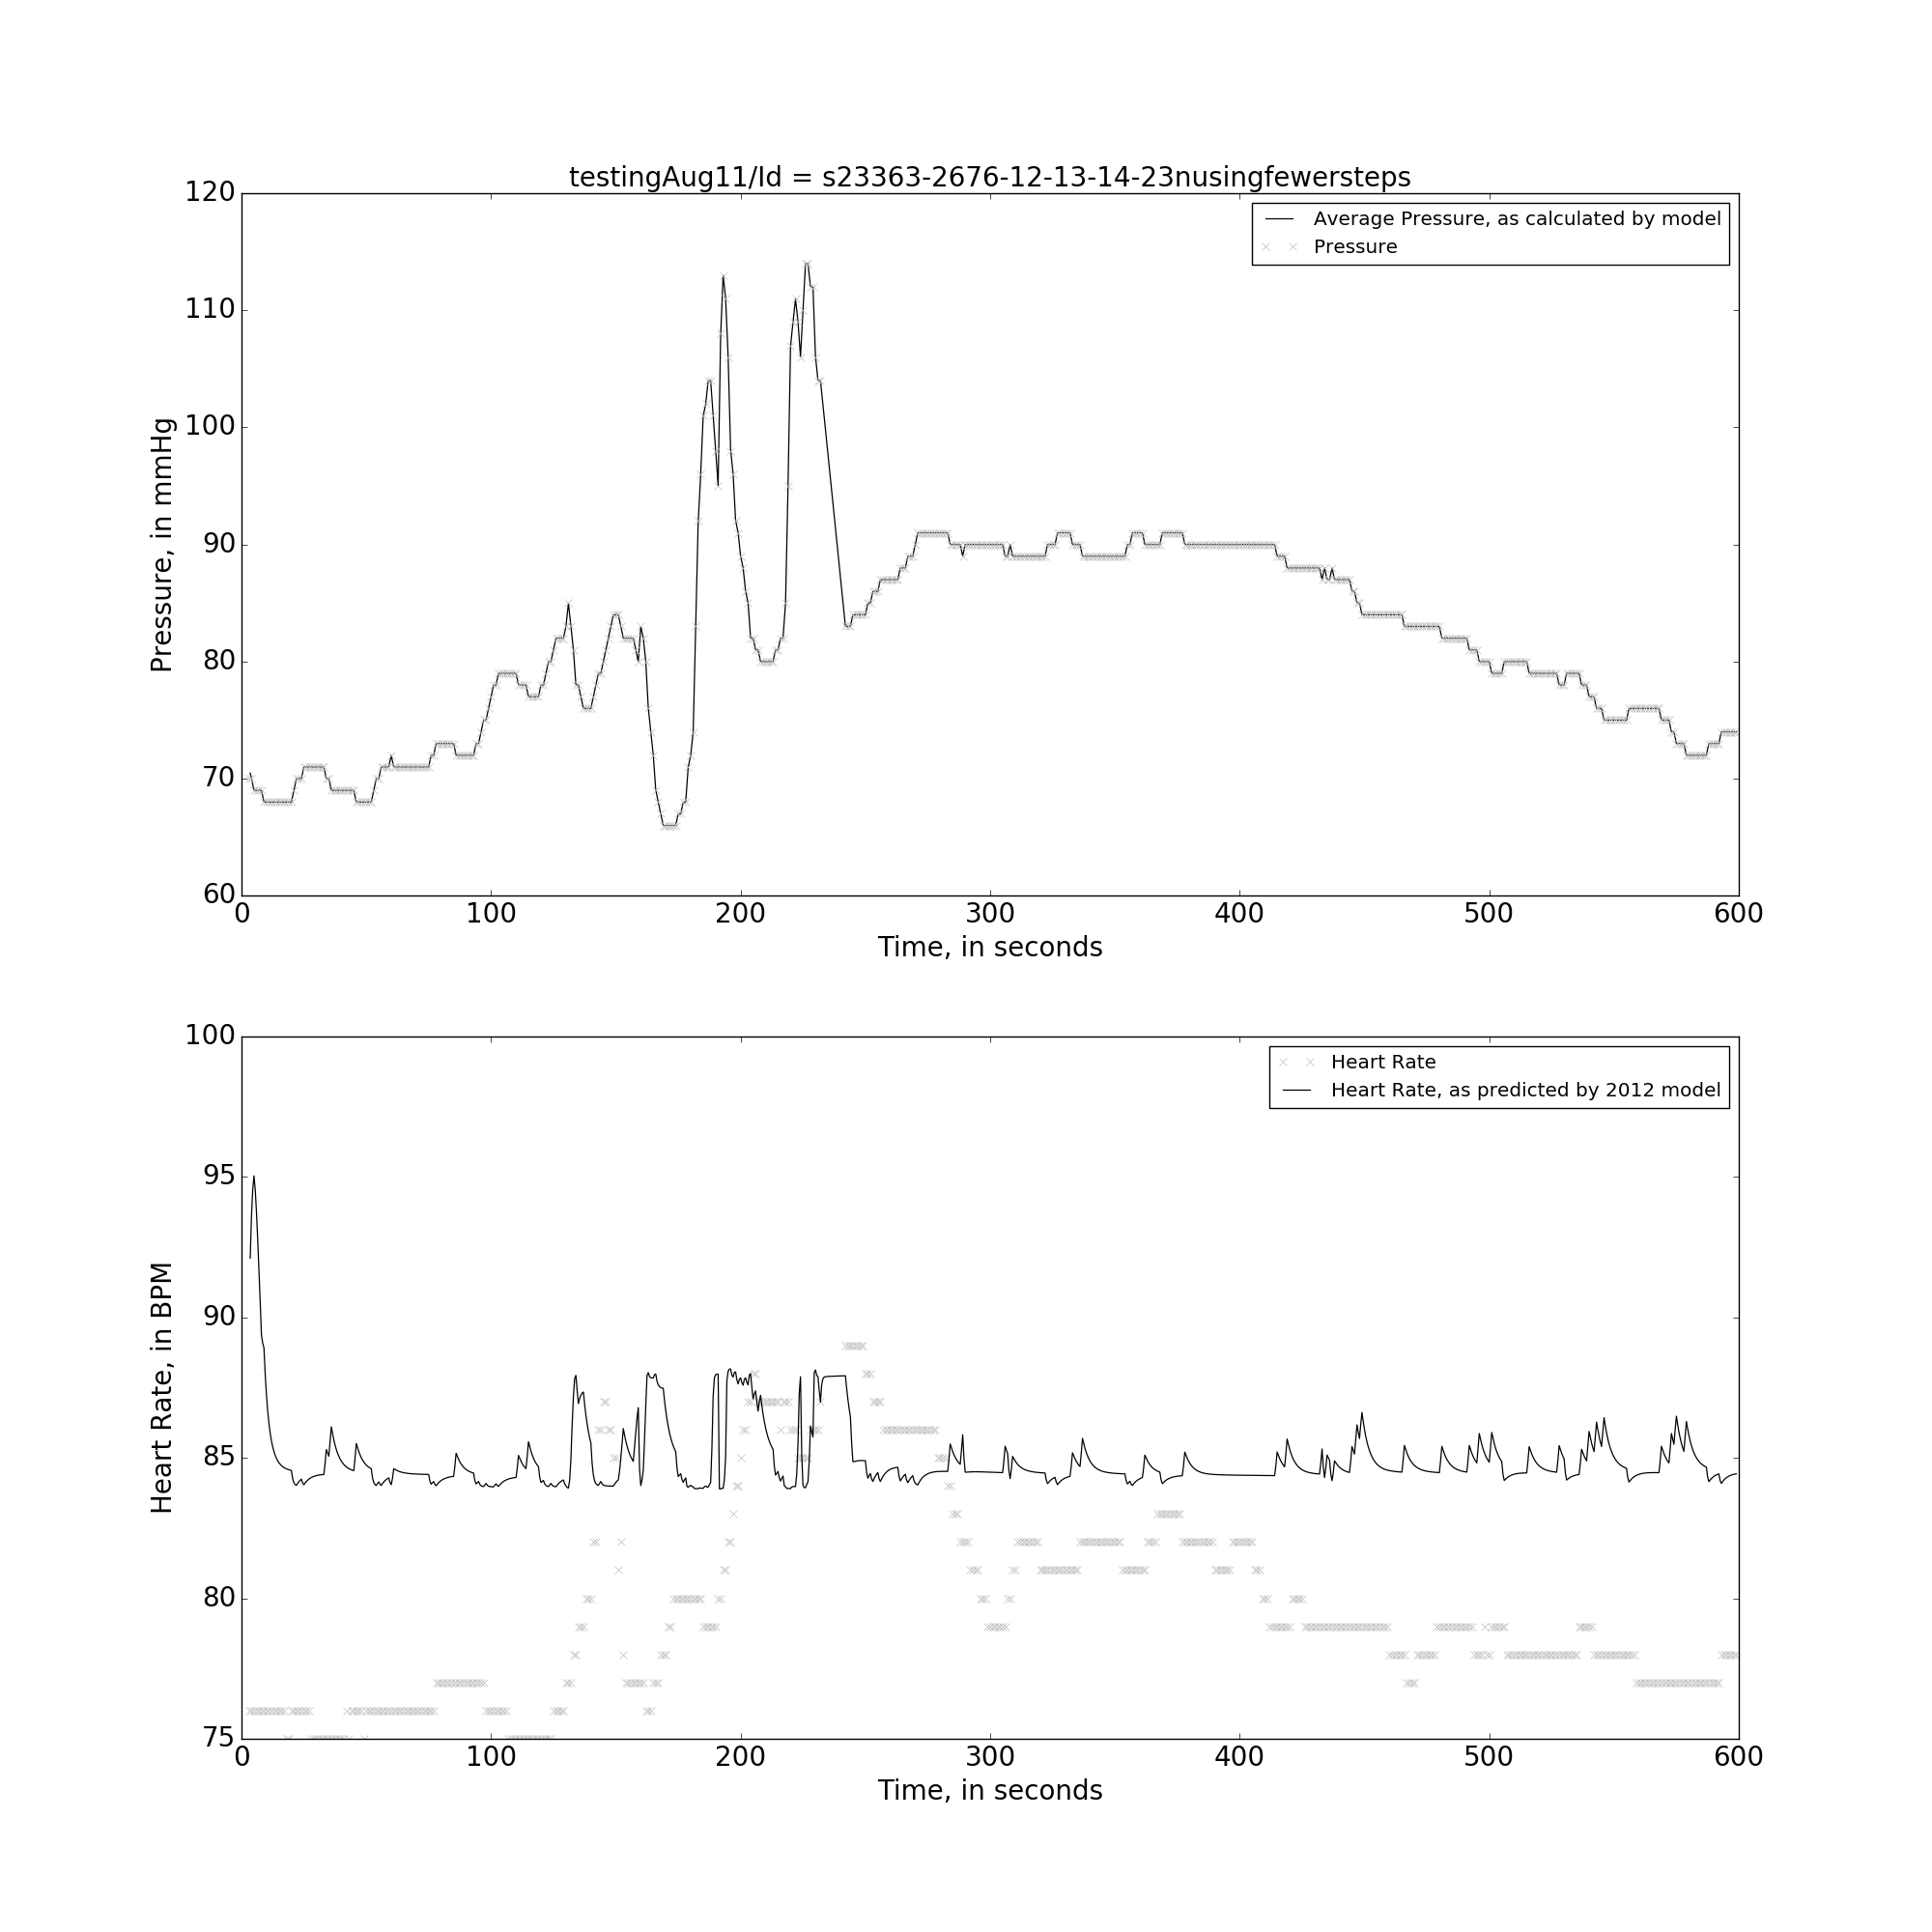 testingAug11/Id = s23363-2676-12-13-14-23nusingfewersteps
120
110
100
90
80
70
60
Pressure, in mmHg
Average Pressure, as calculated by model
Pressure
0 100 200 300 400 500 600
Time, in seconds
100
95
90
85
80
75
Heart Rate, in BPM
Heart Rate
Heart Rate, as predicted by 2012 model
0 100 200 300 400 500 600
Time, in seconds